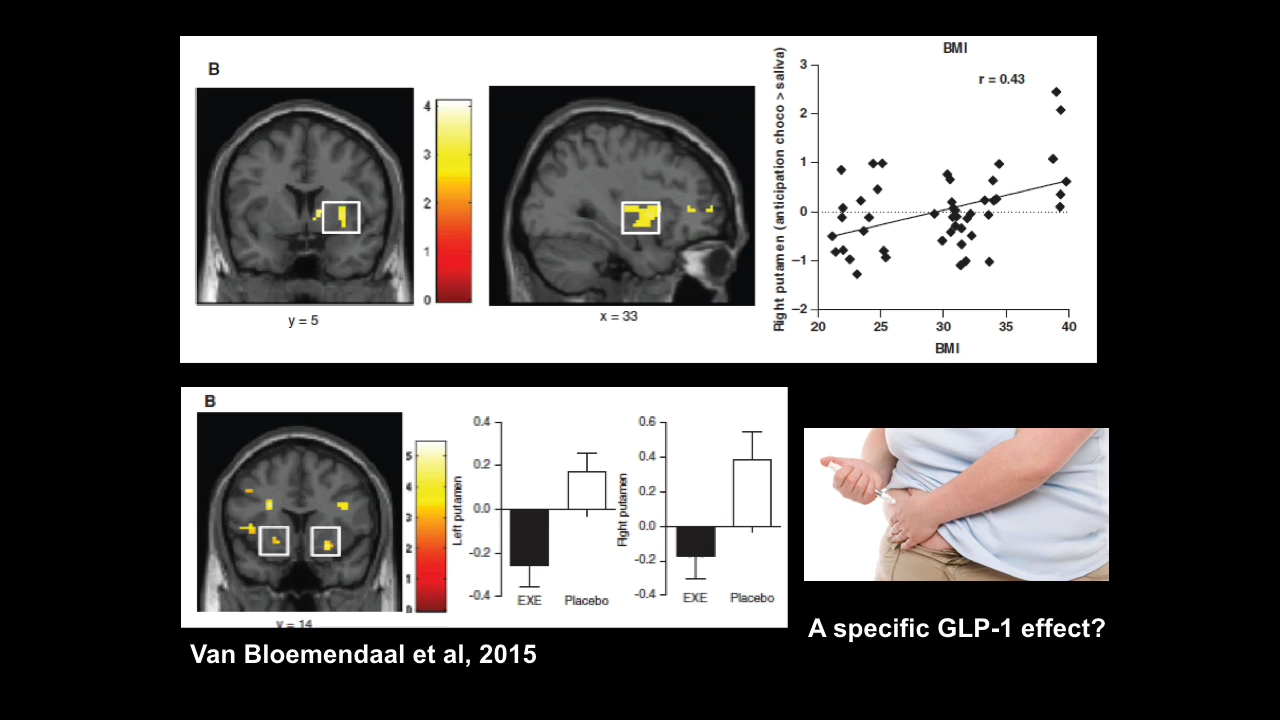 B
4
3
2
1
0
y = 5
x = 33
BMI
r = 0.43
Right putamen (anticipation choco > saliva)
3
2
1
0
−1
−2
20
25
30
35
40
BMI
B
5
4
3
2
1
0
y = 14
Left putamen
0.4
0.2
0.0
-0.2
-0.4
EXE
Placebo
Right putamen
0.6
0.4
0.2
0.0
-0.2
-0.4
EXE
Placebo
A specific GLP-1 effect?
Van Bloemendaal et al, 2015